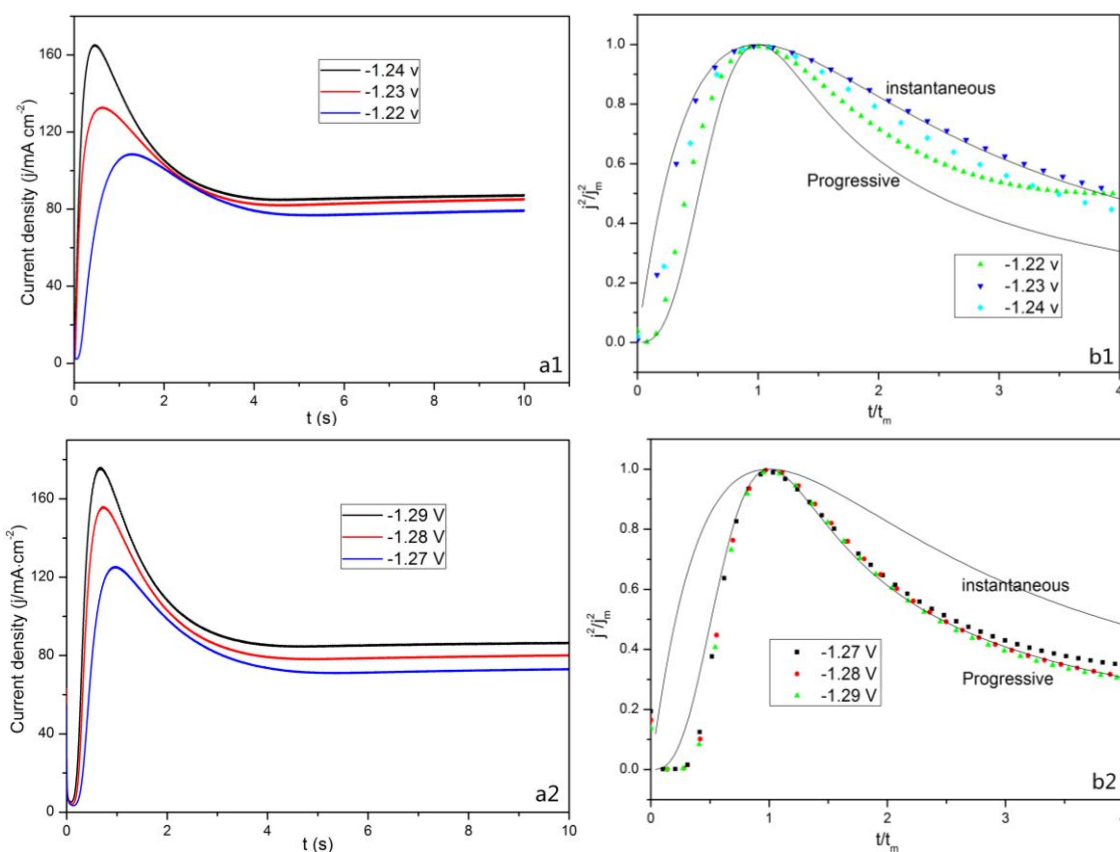 160
120
80
40
0
Current density (j/mA cm⁻²)
-1.24 v
-1.23 v
-1.22 v
a1
0 2 4 6 8 10
t (s)
1.0
0.8
0.6
0.4
0.2
0.0
j²/j²m
instantaneous
Progressive
-1.22 v
-1.23 v
-1.24 v
b1
0 1 2 3 4
t/tm
160
120
80
40
0
Current density (j/mA·cm⁻²)
-1.29 V
-1.28 V
-1.27 V
a2
0 2 4 6 8 10
t (s)
1.0
0.8
0.6
0.4
0.2
0.0
j²/j²m
instantaneous
-1.27 V
-1.28 V
-1.29 V
Progressive
b2
0 1 2 3 4
t/tm